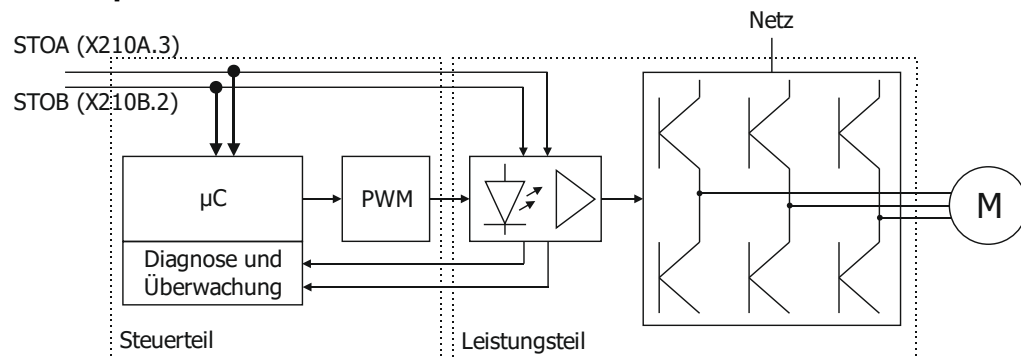 Netz
STOA (X210A.3)
STOB (X210B.2)
µC
PWM
M
Diagnose und
Überwachung
Steuerteil
Leistungsteil